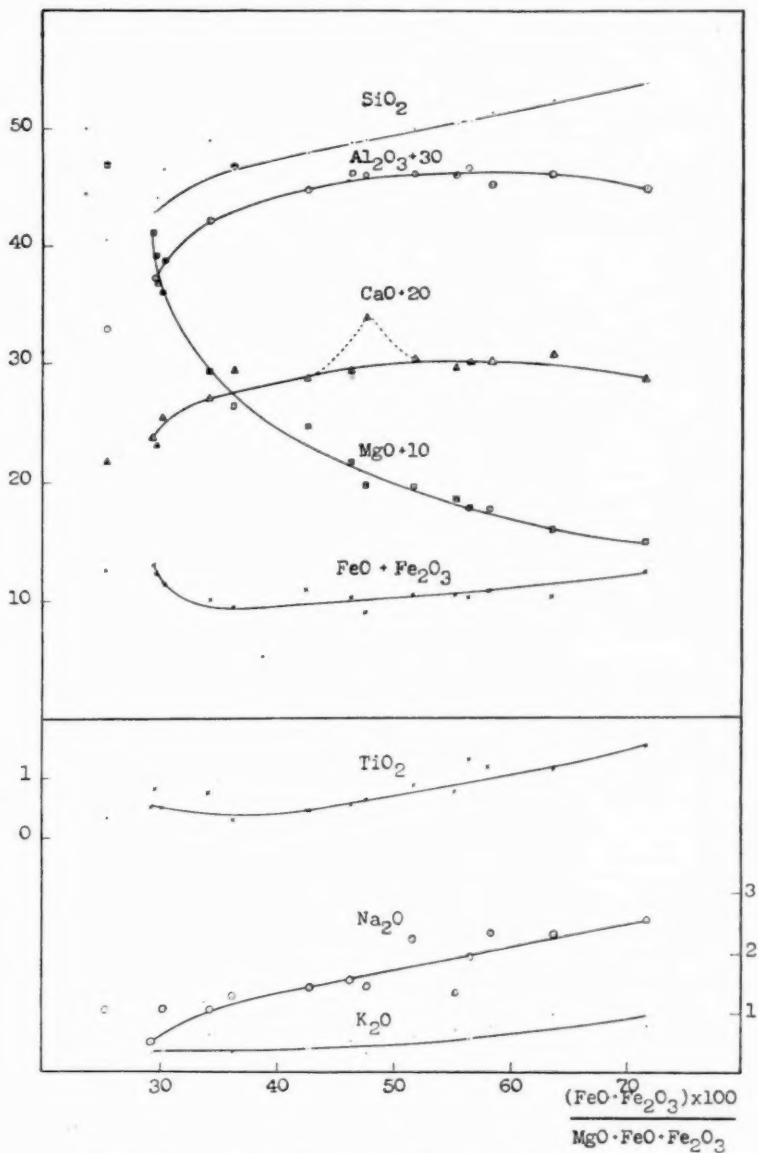 SiO₂
50
Al₂O₃+30
40
CaO+20
30
MgO+10
20
FeO + Fe₂O₃
10
TiO₂
1
0
3
Na₂O
2
1
K₂O
30 40 50 60 70
(FeO·Fe₂O₃)x100
MgO·FeO·Fe₂O₃